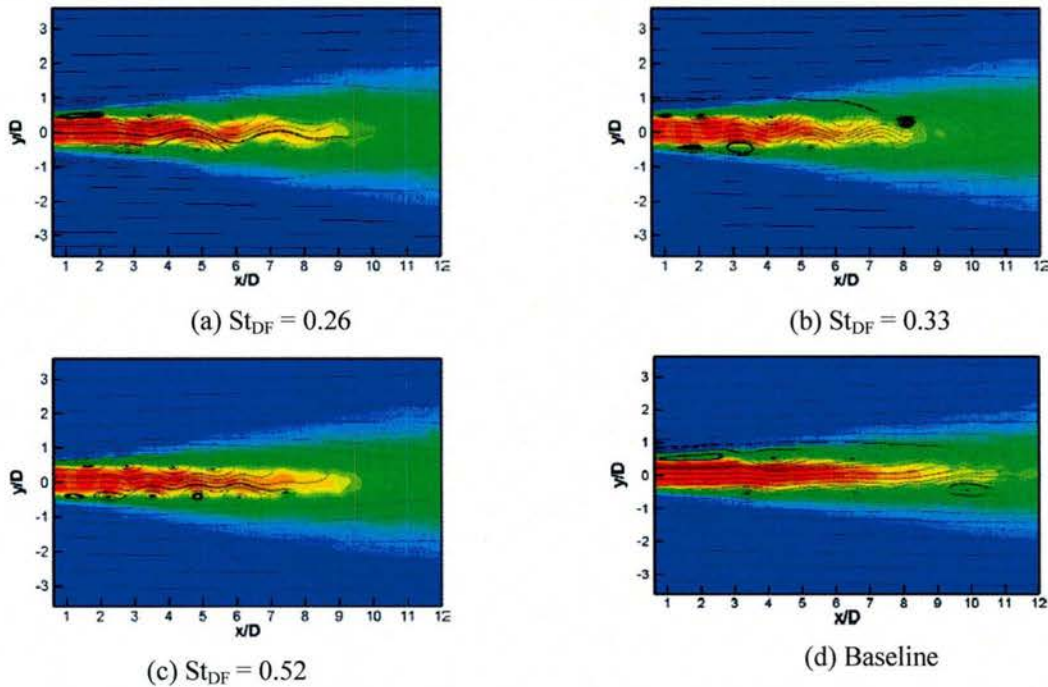 3
2
1
0
-1
-2
-3
y/D
1 2 3 4 5 6 7 8 9 10 11 12
x/D
(a) St_DF = 0.26
3
2
1
0
-1
-2
-3
y/D
1 2 3 4 5 6 7 8 9 10 11 12
x/D
(b) St_DF = 0.33
3
2
1
0
-1
-2
-3
y/D
1 2 3 4 5 6 7 8 9 10 11 12
x/D
(c) St_DF = 0.52
3
2
1
0
-1
-2
-3
y/D
1 2 3 4 5 6 7 8 9 10 11 12
x/D
(d) Baseline